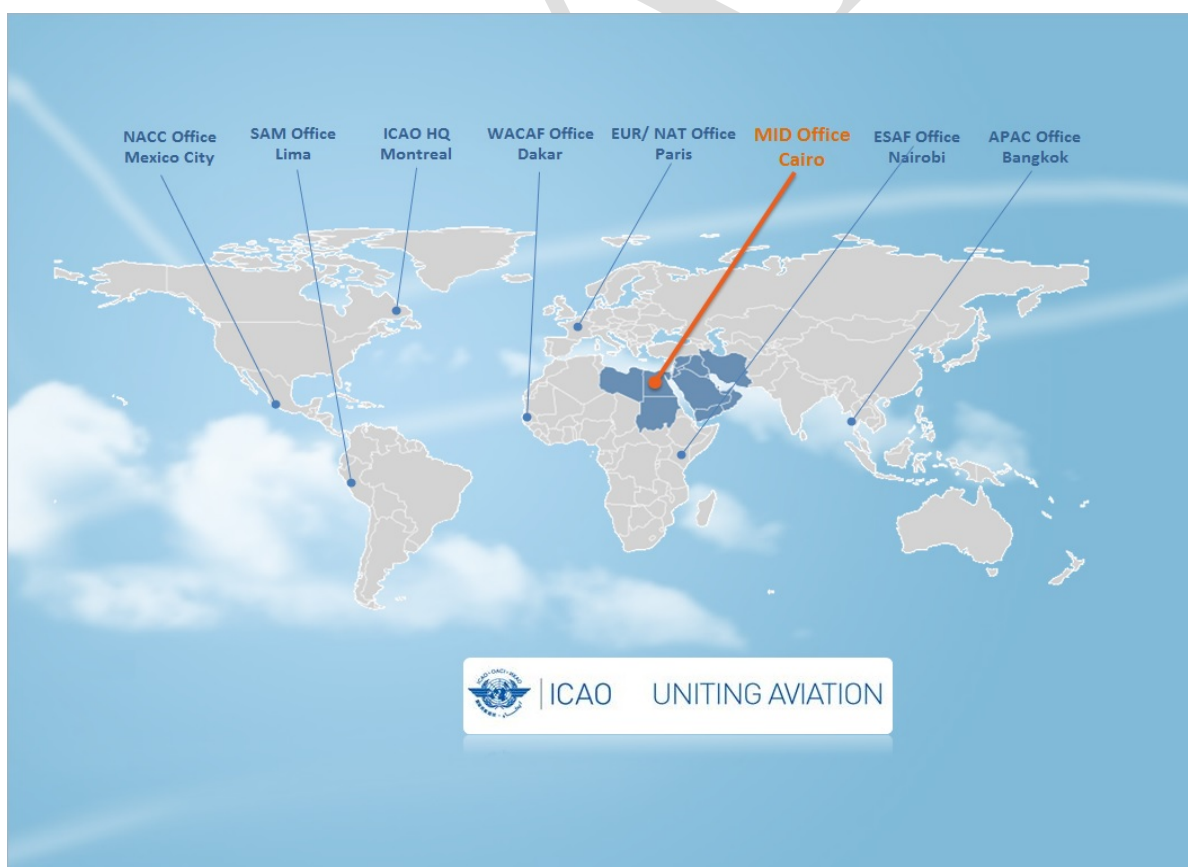 NACC Office
Mexico City
SAM Office
Lima
ICAO HQ
Montreal
WACAF Office
Dakar
EUR/ NAT Office
Paris
MID Office
Cairo
ESAF Office
Nairobi
APAC Office
Bangkok
ICAO
UNITING AVIATION